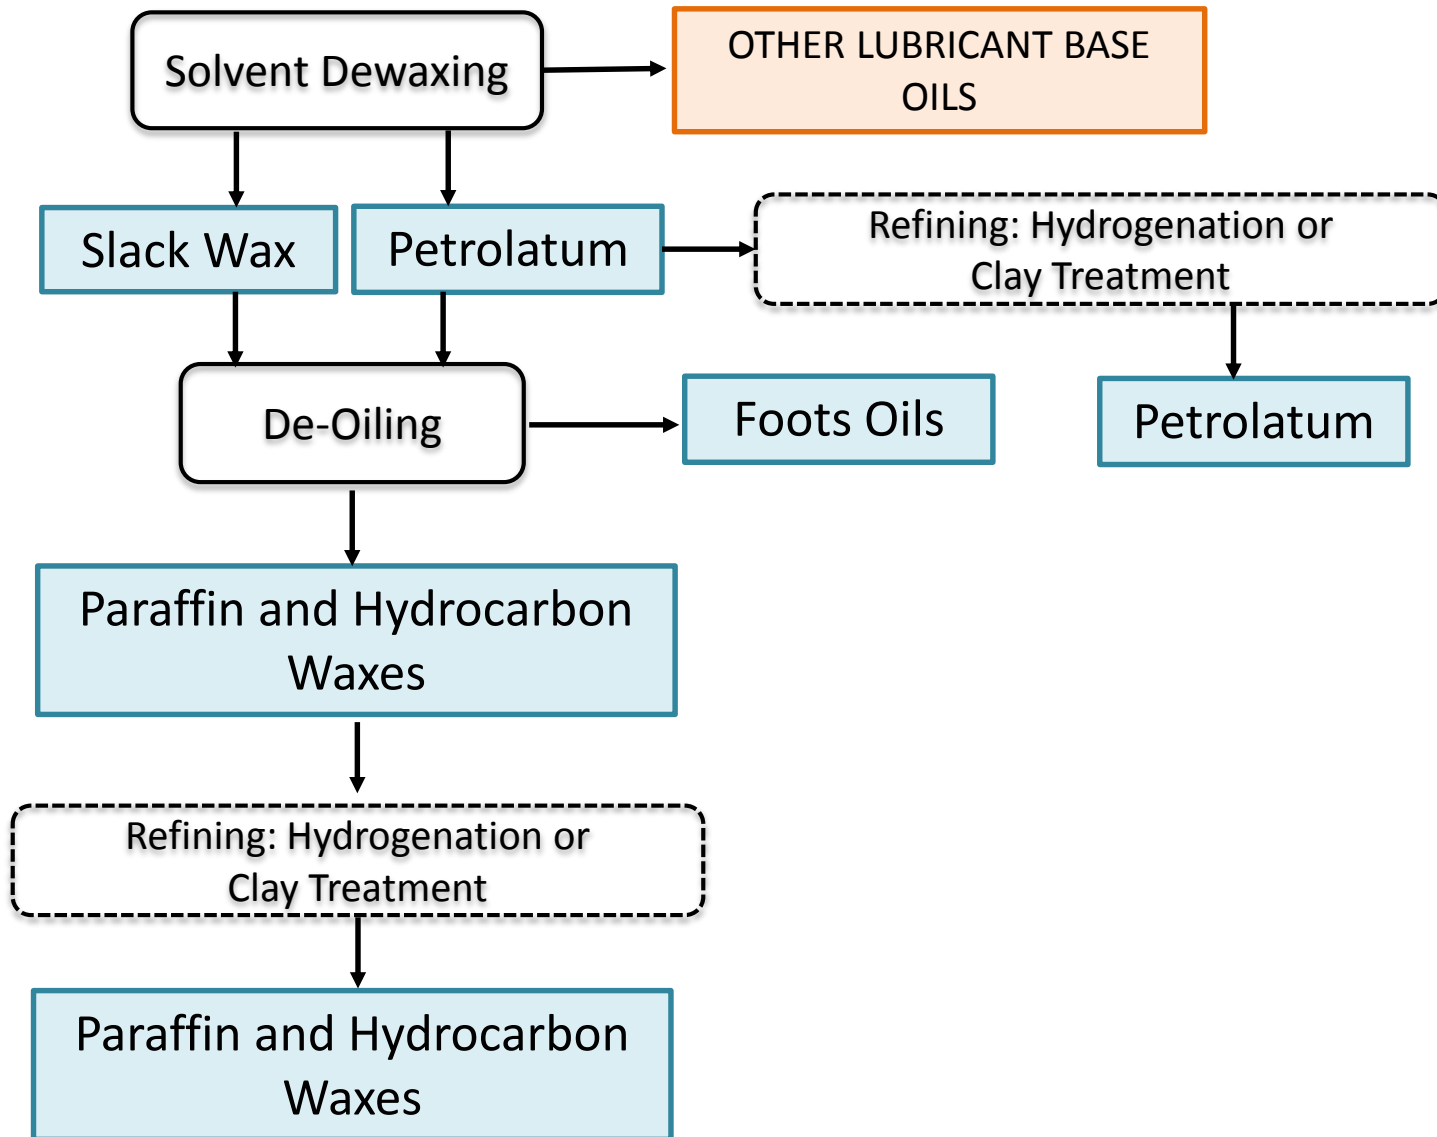 Solvent Dewaxing
OTHER LUBRICANT BASE
OILS
Slack Wax
Petrolatum
Refining: Hydrogenation or
Clay Treatment
De-Oiling
Foots Oils
Petrolatum
Paraffin and Hydrocarbon
Waxes
Refining: Hydrogenation or
Clay Treatment
Paraffin and Hydrocarbon
Waxes